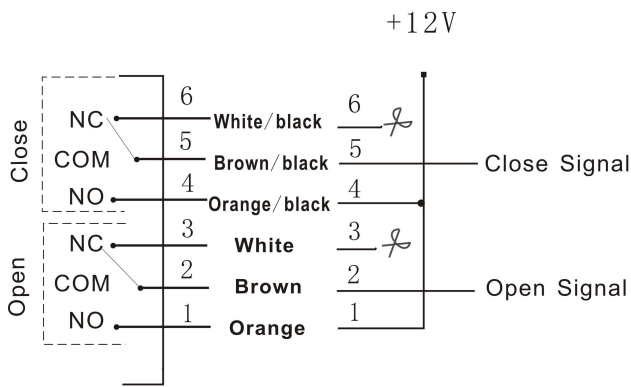 +12V
6
NC White/black 6
Close
5
COM Brown/black 5 Close Signal
4
NO Orange/black 4
3
NC White 3
Open
2
COM Brown 2 Open Signal
1
NO Orange 1